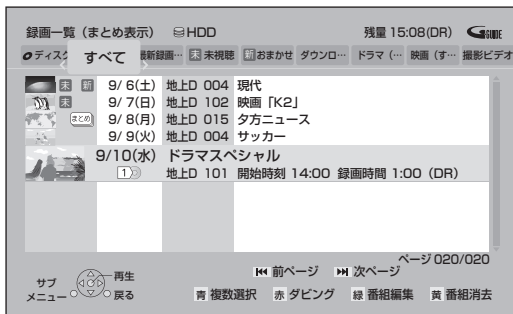 録画一覧（まとめ表示） HDD 残量 15:08(DR) G GUIDE
ディスク すべて 最新録画… 未 未視聴 新 おまかせ ダウンロ… ドラマ（… 映画（す… 撮影ビデオ
未 新 9/ 6(土) 地上D 004 現代
未 9/ 7(日) 地上D 102 映画「K2」
まとめ 9/ 8(月) 地上D 015 夕方ニュース
9/ 9(火) 地上D 004 サッカー
9/10(水) ドラマスペシャル
1 地上D 101 開始時刻 14:00 録画時間 1:00（DR）
ページ 020/020
前ページ 次ページ
サブメニュー 再生 戻る
青 複数選択 赤 ダビング 緑 番組編集 黄 番組消去